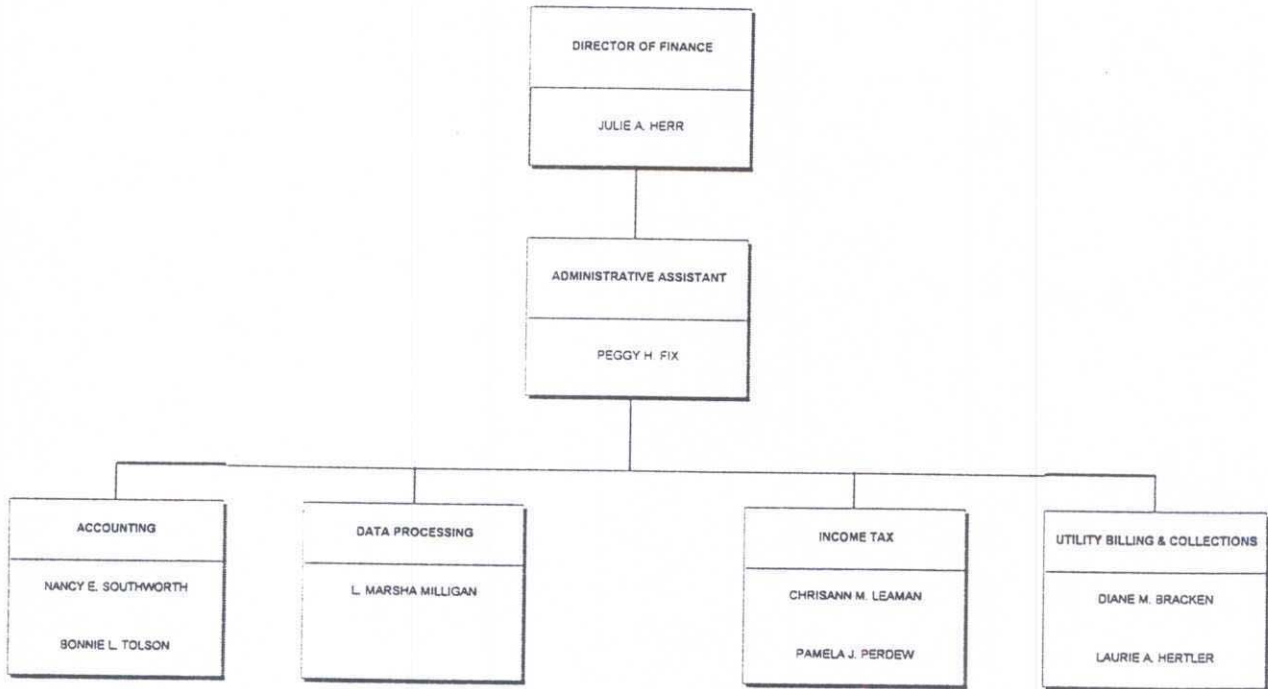 DIRECTOR OF FINANCE
JULIE A. HERR
ADMINISTRATIVE ASSISTANT
PEGGY H. FIX
ACCOUNTING
NANCY E. SOUTHWORTH
BONNIE L. TOLSON
DATA PROCESSING
L. MARSHA MILLIGAN
INCOME TAX
CHRISANN M. LEAMAN
PAMELA J. PERDEW
UTILITY BILLING & COLLECTIONS
DIANE M. BRACKEN
LAURIE A. HERTLER